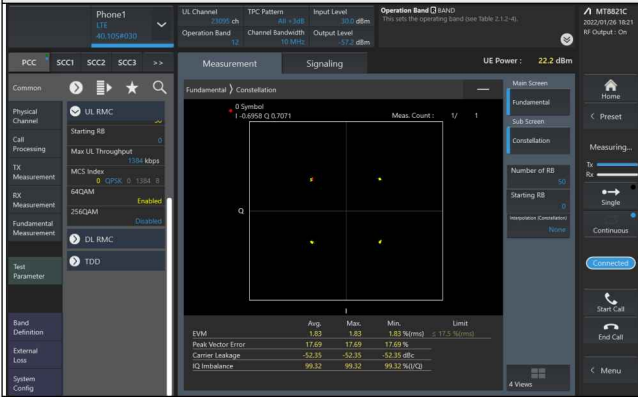 Phone1
LTE
40.105#030
UL Channel
23095 ch
TPC Pattern
All +3dB
Input Level
30.0 dBm
Operation Band
12
Channel Bandwidth
10 MHz
Output Level
-57.2 dBm
Operation Band BAND
This sets the operating band (see Table 2.1.2-4).
MT8821C
2022/01/26 18:21
RF Output : On
PCC
SCC1
SCC2
SCC3
>>
Measurement
Signaling
UE Power : 22.2 dBm
Common
Physical
Channel
Call
Processing
TX
Measurement
RX
Measurement
Fundamental
Measurement
Test
Parameter
Band
Definition
External
Loss
System
Config
UL RMC
Starting RB
0
Max UL Throughput
1384 kbps
MCS Index
0 QPSK 0 1384 8
64QAM
Enabled
256QAM
Disabled
DL RMC
TDD
Fundamental
Constellation
0 Symbol
I -0.6958 Q 0.7071
Meas. Count : 1/ 1
Q
I
Avg. Max. Min. Limit
EVM 1.83 1.83 1.83 %(rms) ≤ 17.5 %(rms)
Peak Vector Error 17.69 17.69 17.69 %
Carrier Leakage -52.35 -52.35 -52.35 dBc
IQ Imbalance 99.32 99.32 99.32 %(I/Q)
Main Screen
Fundamental
Sub Screen
Constellation
Number of RB
50
Starting RB
0
Interpolation (Constellation)
None
4 Views
Home
< Preset
Measuring...
Tx
Rx
Single
Continuous
Connected
Start Call
End Call
< Menu